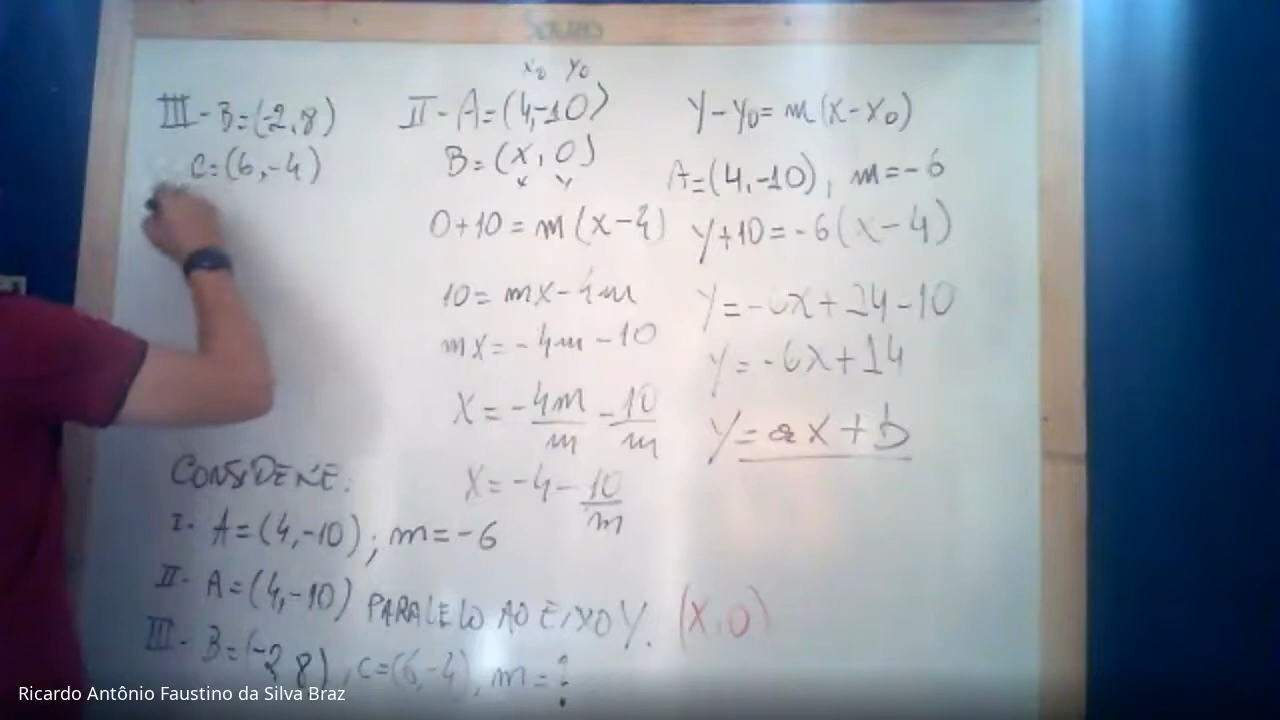 x₀ y₀
III - B=(-2,8)
C=(6,-4)
II - A=(4,-10)
B=(x, 0)
x y
0+10=m(x-4)
10=mx-4m
mx=-4m-10
x=-4m/m-10/m
x=-4-10/m
y-y₀=m(x-x₀)
A=(4,-10), m=-6
y+10=-6(x-4)
y=-6x+24-10
y=-6x+14
y=ax+b
CONSIDERE:
I. A=(4,-10); m=-6
II- A=(4,-10) PARALELO AO EIXO Y. (x,0)
III- B=(-2,8), C=(6,-4), m=?
Ricardo Antônio Faustino da Silva Braz